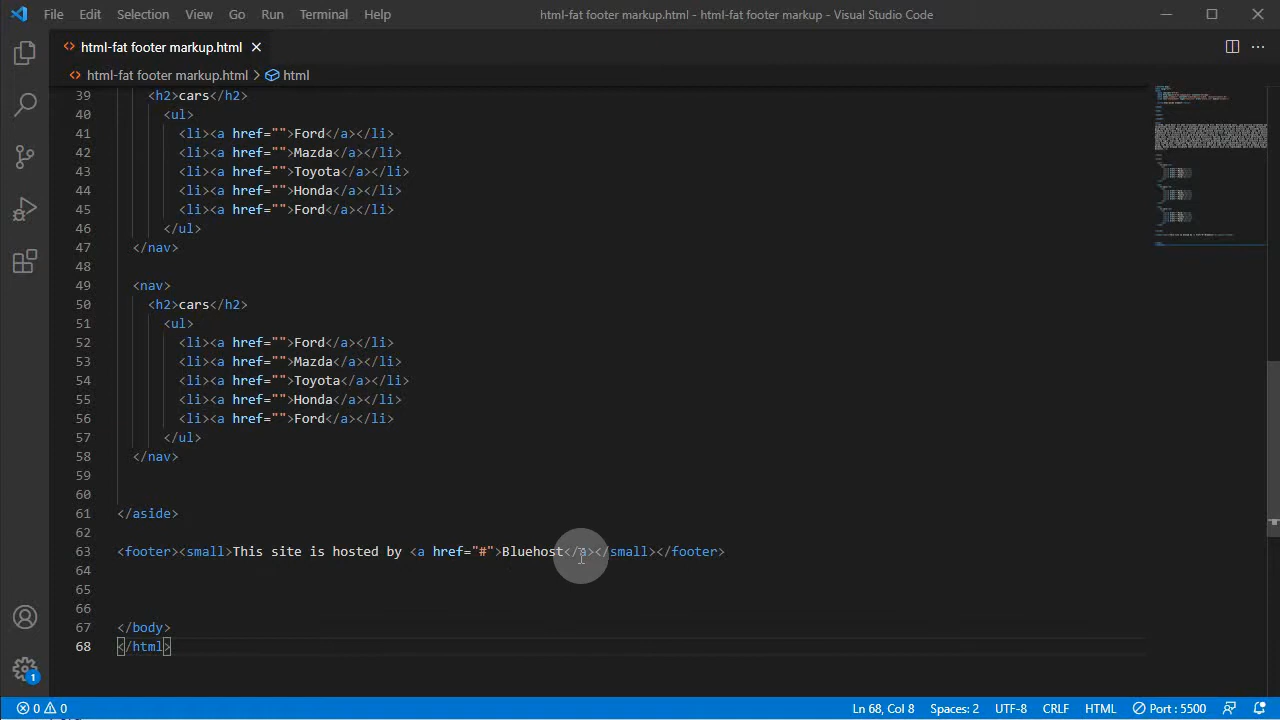 File Edit Selection View Go Run Terminal Help html-fat footer markup.html - html-fat footer markup - Visual Studio Code
html-fat footer markup.html
html-fat footer markup.html > html
39 <h2>cars</h2>
40 <ul>
41 <li><a href="">Ford</a></li>
42 <li><a href="">Mazda</a></li>
43 <li><a href="">Toyota</a></li>
44 <li><a href="">Honda</a></li>
45 <li><a href="">Ford</a></li>
46 </ul>
47 </nav>
48
49 <nav>
50 <h2>cars</h2>
51 <ul>
52 <li><a href="">Ford</a></li>
53 <li><a href="">Mazda</a></li>
54 <li><a href="">Toyota</a></li>
55 <li><a href="">Honda</a></li>
56 <li><a href="">Ford</a></li>
57 </ul>
58 </nav>
59
60
61 </aside>
62
63 <footer><small>This site is hosted by <a href="#">Bluehost</a></small></footer>
64
65
66
67 </body>
68 </html>
1
0 0 Ln 68, Col 8 Spaces: 2 UTF-8 CRLF HTML Port : 5500